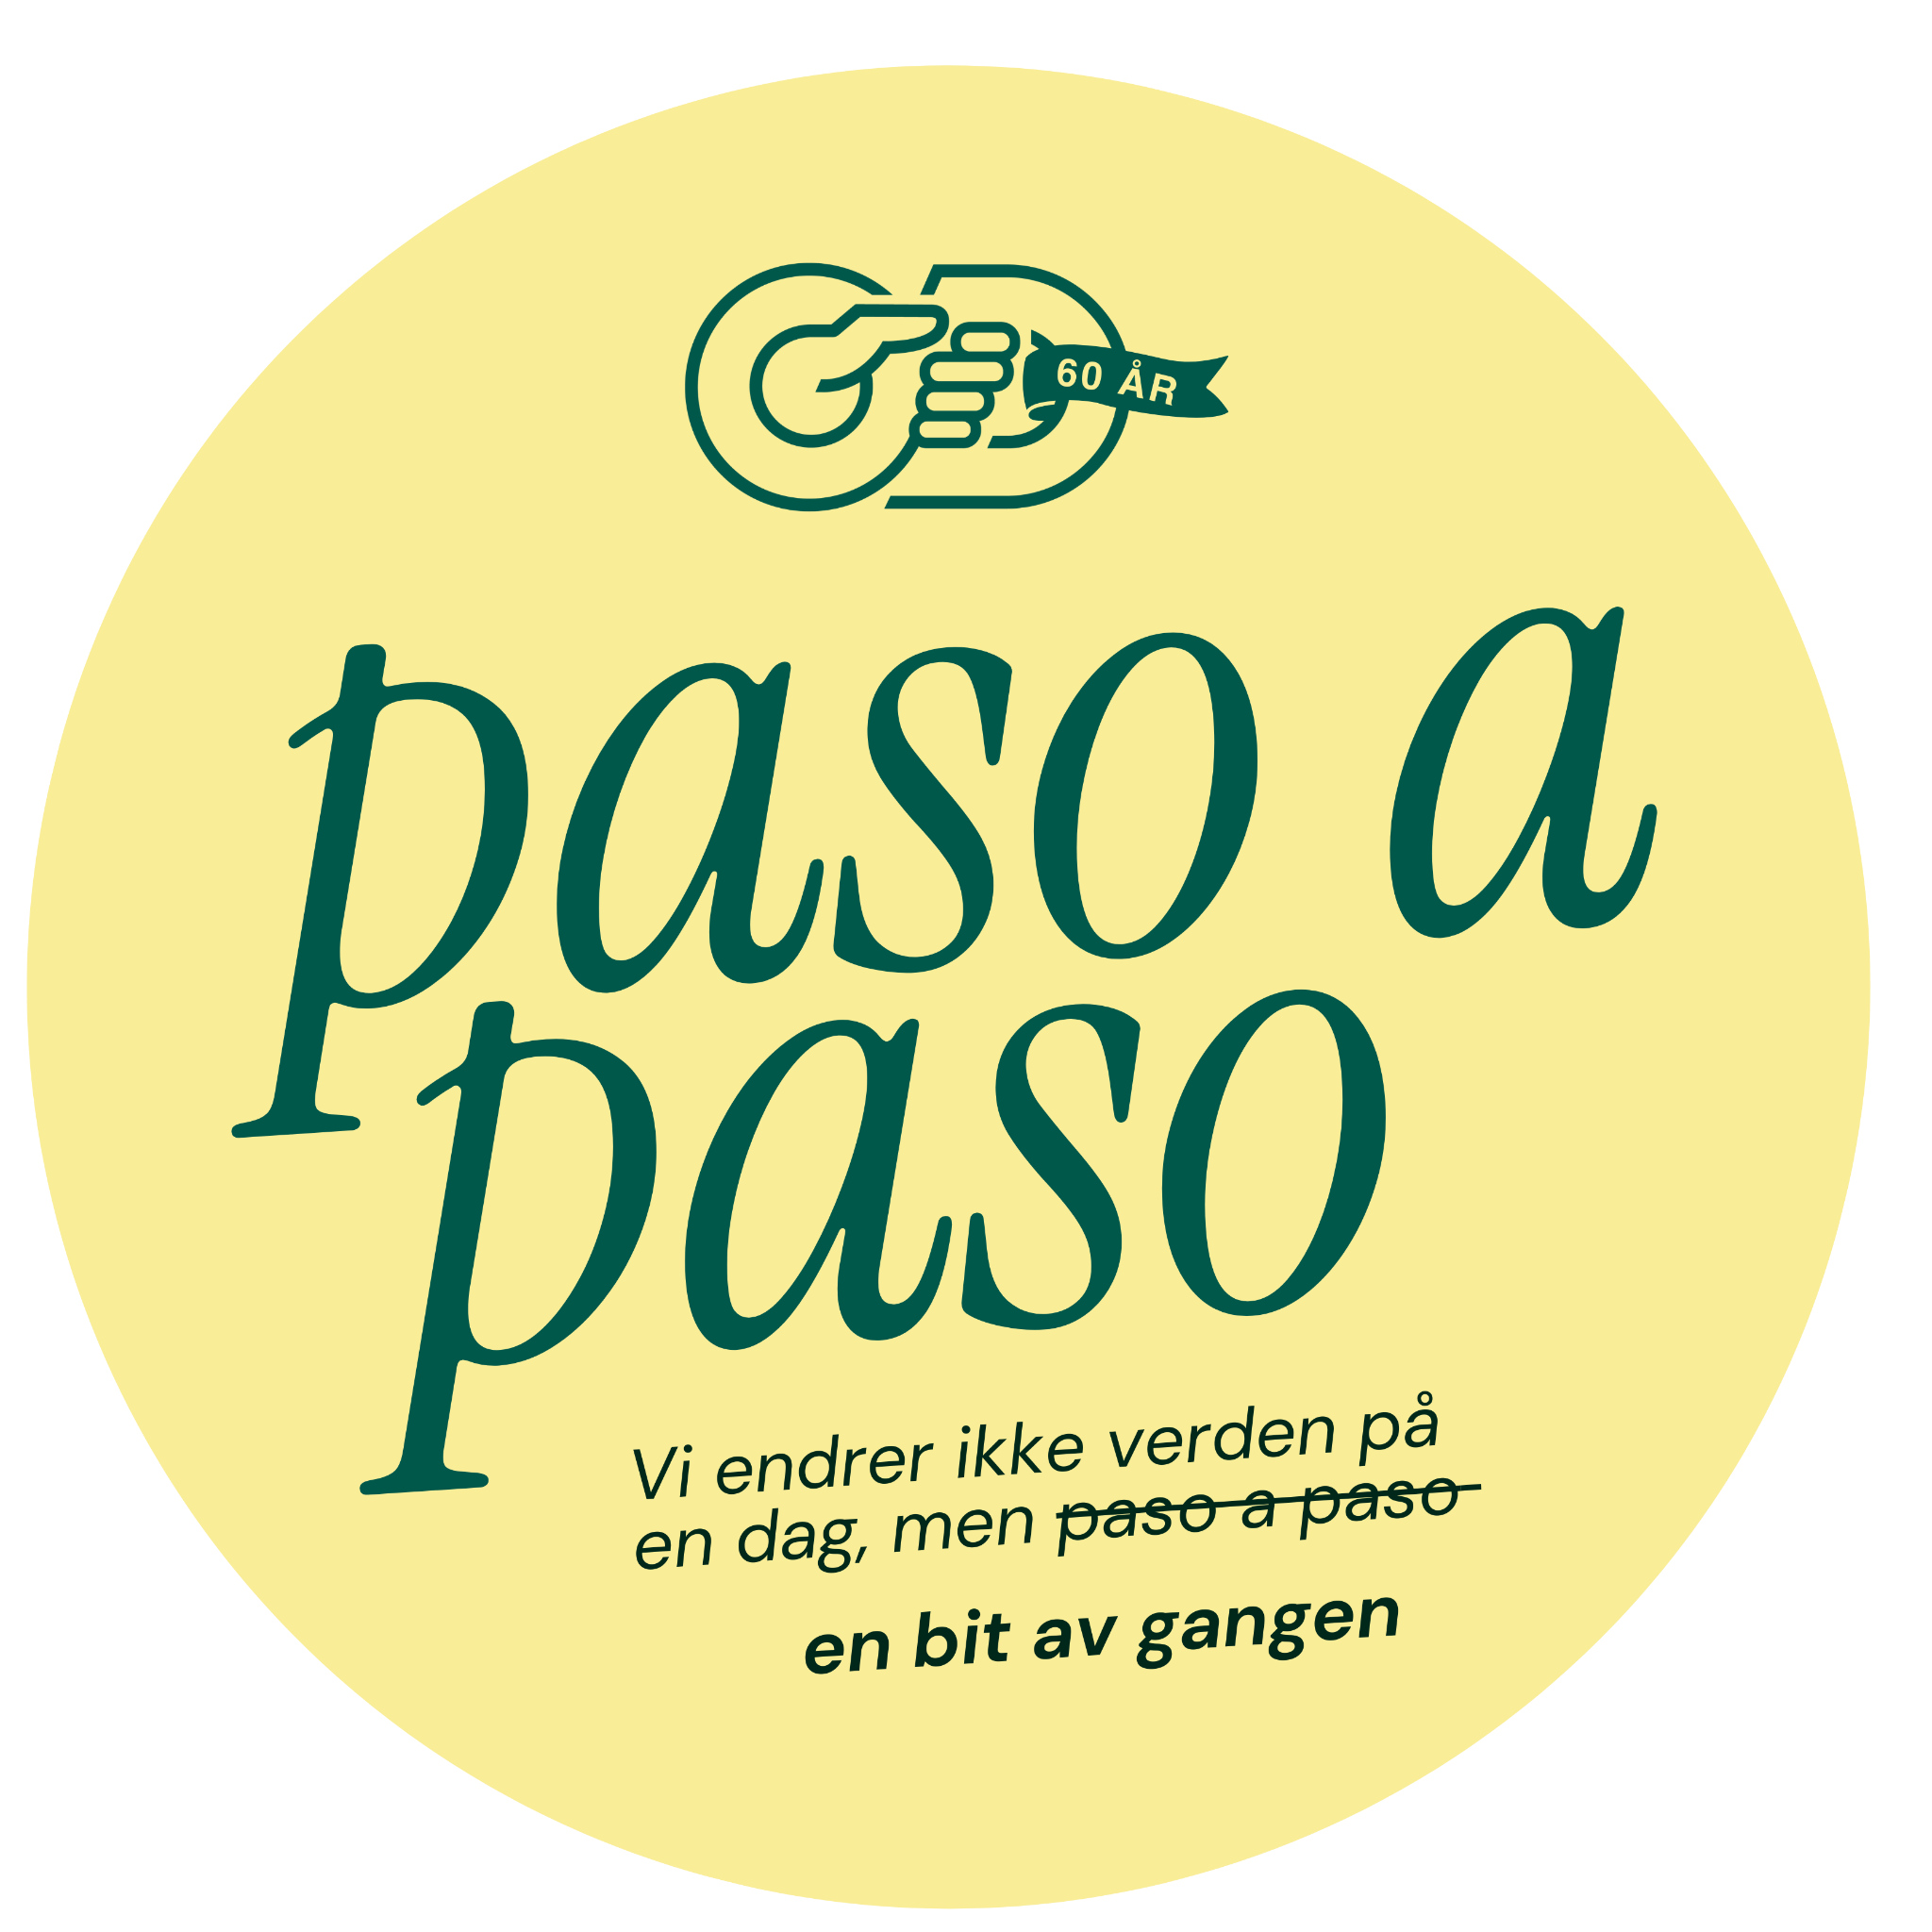 60 ÅR
paso a
paso
Vi endrer ikke verden på
en dag, men paso a paso
en bit av gangen